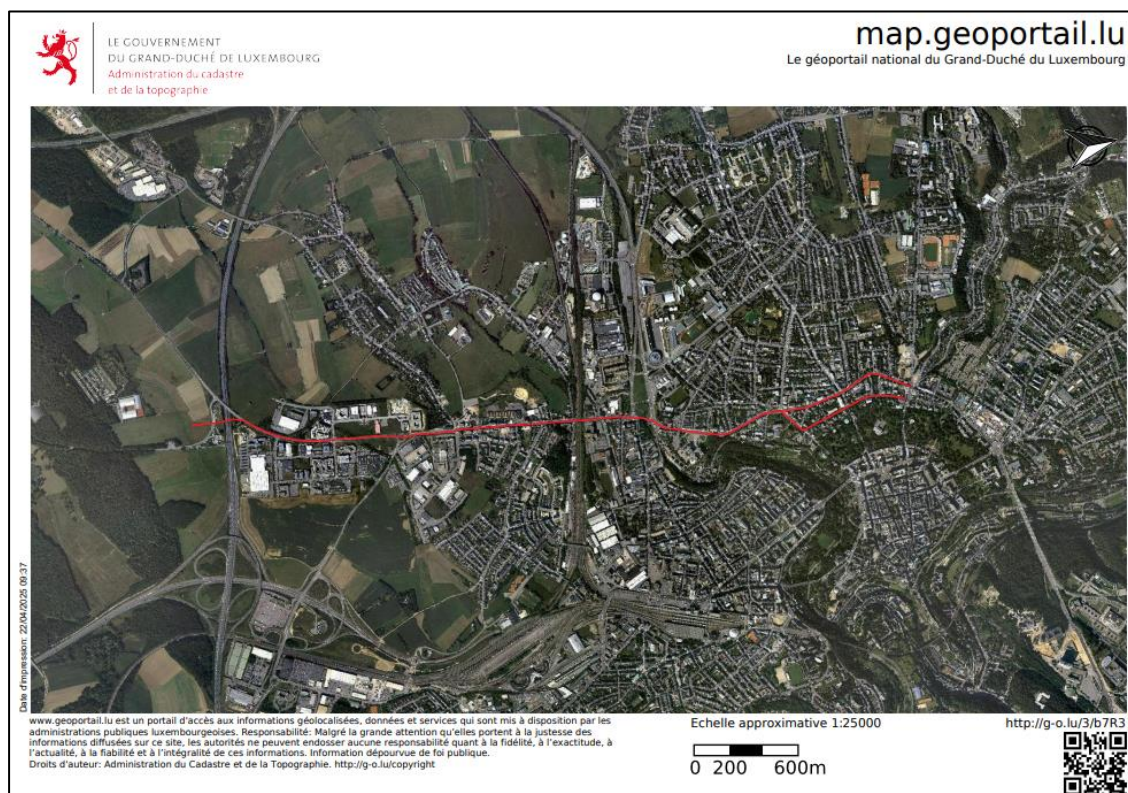 LE GOUVERNEMENT
DU GRAND-DUCHÉ DE LUXEMBOURG
Administration du cadastre
et de la topographie
map.geoportail.lu
Le géoportail national du Grand-Duché du Luxembourg
Date d'impression: 22/04/2025 09:37
www.geoportail.lu est un portail d'accès aux informations géolocalisées, données et services qui sont mis à disposition par les
administrations publiques luxembourgeoises. Responsabilité: Malgré la grande attention qu'elles portent à la justesse des
informations diffusées sur ce site, les autorités ne peuvent endosser aucune responsabilité quant à la fidélité, à l'exactitude, à
l'actualité, à la fiabilité et à l'intégralité de ces informations. Information dépourvue de foi publique.
Droits d'auteur: Administration du Cadastre et de la Topographie. http://g-o.lu/copyright
Echelle approximative 1:25000
0 200 600m
http://g-o.lu/3/b7R3